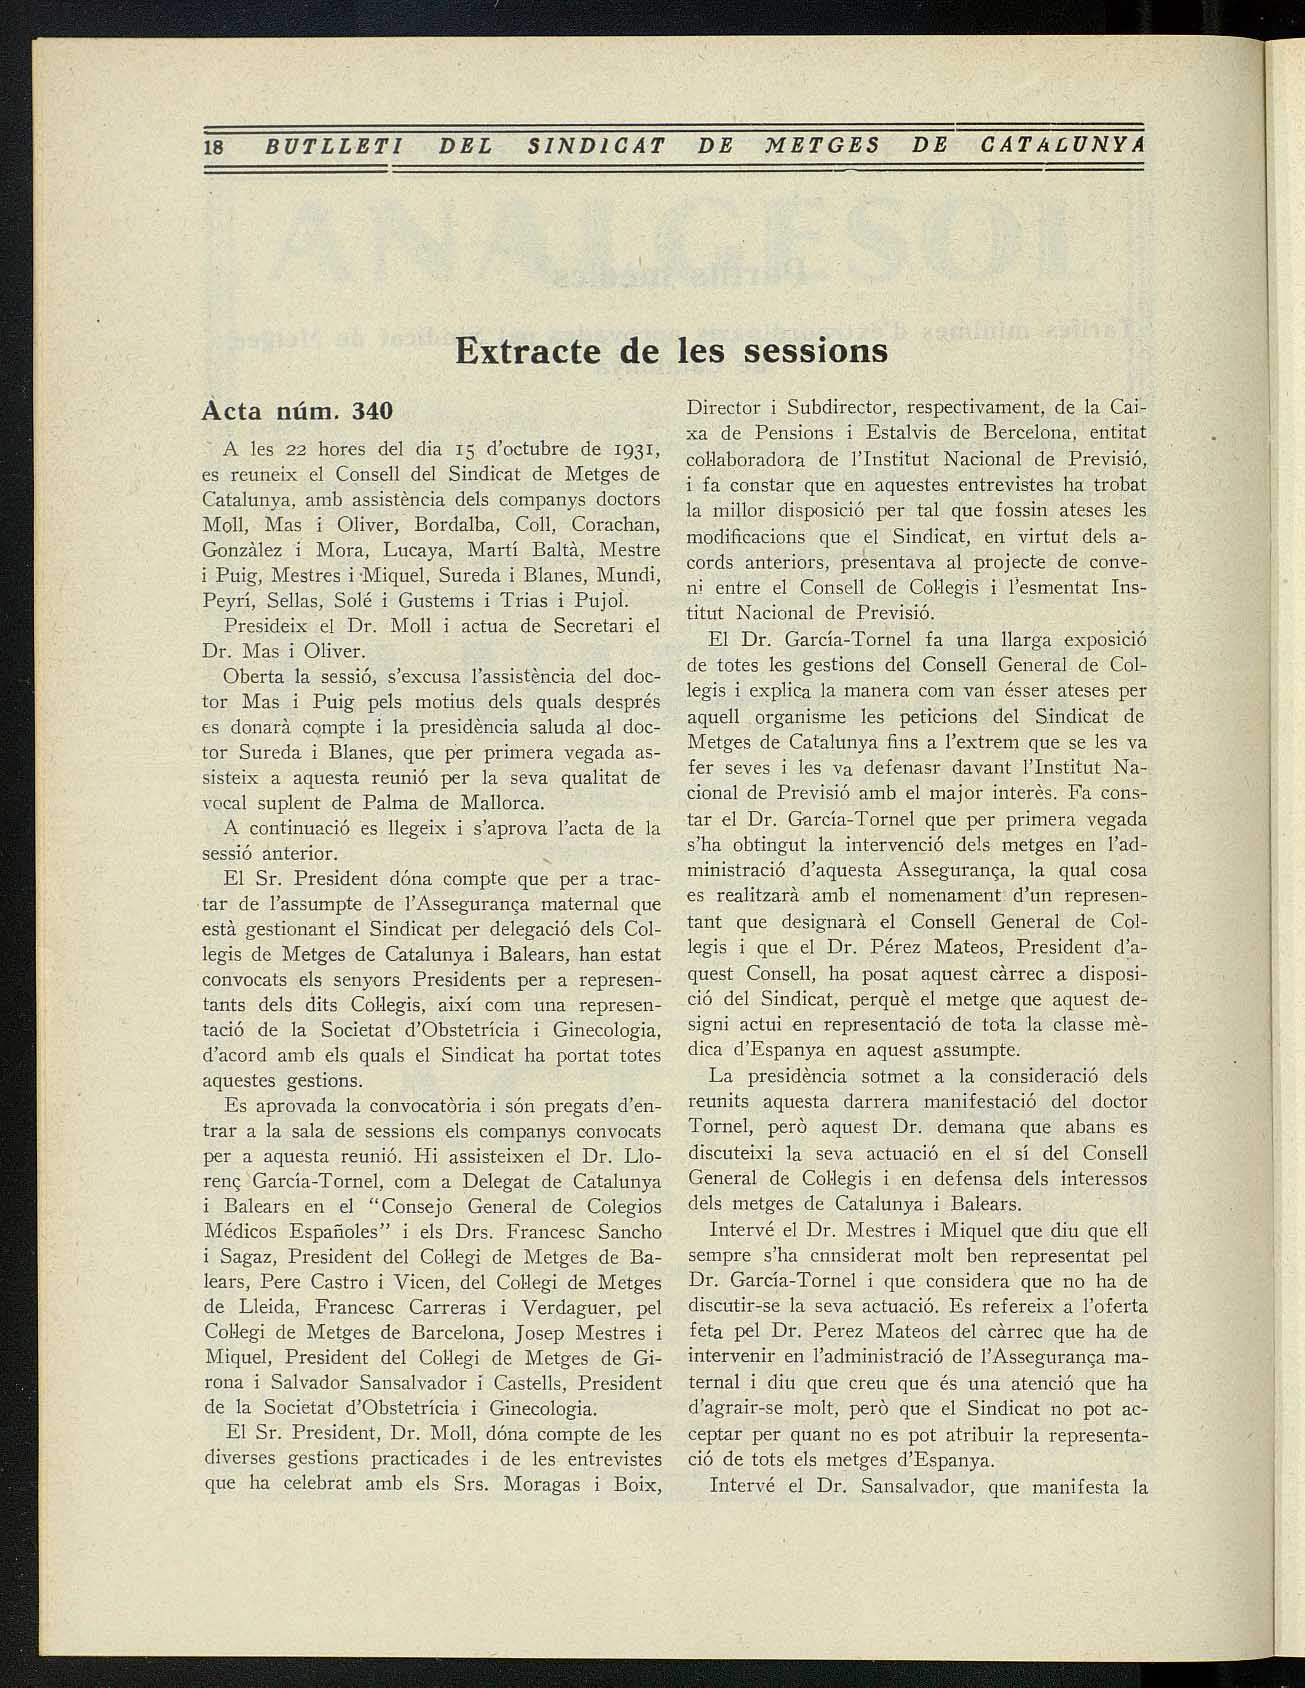 18 BUTLLETI DEL SINDICAT DE METGES DE CATALUNYA
Extracte de les sessions
Acta núm. 340
A les 22 hores del dia 15 d'octubre de 1931,
es reuneix el Consell del Sindicat de Metges de
Catalunya, amb assistència dels companys doctors
Moll, Mas i Oliver, Bordalba, Coll, Corachan,
Gonzàlez i Mora, Lucaya, Martí Baltà, Mestre
i Puig, Mestres i Miquel, Sureda i Blanes, Mundi,
Peyrí, Sellas, Solé i Gustems i Trias i Pujol.
Presideix el Dr. Moll i actua de Secretari el
Dr. Mas i Oliver.
Oberta la sessió, s'excusa l'assistència del doc-
tor Mas i Puig pels motius dels quals després
es donarà compte i la presidència saluda al doc-
tor Sureda i Blanes, que per primera vegada as-
sisteix a aquesta reunió per la seva qualitat de
vocal suplent de Palma de Mallorca.
A continuació es llegeix i s'aprova l'acta de la
sessió anterior.
El Sr. President dóna compte que per a trac-
tar de l'assumpte de l'Assegurança maternal que
està gestionant el Sindicat per delegació dels Col-
legis de Metges de Catalunya i Balears, han estat
convocats els senyors Presidents per a represen-
tants dels dits Col·legis, així com una represen-
tació de la Societat d'Obstetrícia i Ginecologia,
d'acord amb els quals el Sindicat ha portat totes
aquestes gestions.
Es aprovada la convocatòria i són pregats d'en-
trar a la sala de sessions els companys convocats
per a aquesta reunió. Hi assisteixen el Dr. Llo-
renç García-Tornel, com a Delegat de Catalunya
i Balears en el "Consejo General de Colegios
Médicos Españoles" i els Drs. Francesc Sancho
i Sagaz, President del Col·legi de Metges de Ba-
lears, Pere Castro i Vicen, del Col·legi de Metges
de Lleida, Francesc Carreras i Verdaguer, pel
Col·legi de Metges de Barcelona, Josep Mestres i
Miquel, President del Col·legi de Metges de Gi-
rona i Salvador Sansalvador i Castells, President
de la Societat d'Obstetrícia i Ginecologia.
El Sr. President, Dr. Moll, dóna compte de les
diverses gestions practicades i de les entrevistes
que ha celebrat amb els Srs. Moragas i Boix,
Director i Subdirector, respectivament, de la Cai-
xa de Pensions i Estalvis de Bercelona, entitat
col·laboradora de l'Institut Nacional de Previsió,
i fa constar que en aquestes entrevistes ha trobat
la millor disposició per tal que fossin ateses les
modificacions que el Sindicat, en virtut dels a-
cords anteriors, presentava al projecte de conve-
ni entre el Consell de Col·legis i l'esmentat Ins-
titut Nacional de Previsió.
El Dr. García-Tornel fa una llarga exposició
de totes les gestions del Consell General de Col-
legis i explica la manera com van ésser ateses per
aquell organisme les peticions del Sindicat de
Metges de Catalunya fins a l'extrem que se les va
fer seves i les va defenasr davant l'Institut Na-
cional de Previsió amb el major interès. Fa cons-
tar el Dr. García-Tornel que per primera vegada
s'ha obtingut la intervenció dels metges en l'ad-
ministració d'aquesta Assegurança, la qual cosa
es realitzarà amb el nomenament d'un represen-
tant que designarà el Consell General de Col-
legis i que el Dr. Pérez Mateos, President d'a-
quest Consell, ha posat aquest càrrec a disposi-
ció del Sindicat, perquè el metge que aquest de-
signi actui en representació de tota la classe mè-
dica d'Espanya en aquest assumpte.
La presidència sotmet a la consideració dels
reunits aquesta darrera manifestació del doctor
Tornel, però aquest Dr. demana que abans es
discuteixi la seva actuació en el sí del Consell
General de Col·legis i en defensa dels interessos
dels metges de Catalunya i Balears.
Intervé el Dr. Mestres i Miquel que diu que ell
sempre s'ha cnnsiderat molt ben representat pel
Dr. García-Tornel i que considera que no ha de
discutir-se la seva actuació. Es refereix a l'oferta
feta pel Dr. Perez Mateos del càrrec que ha de
intervenir en l'administració de l'Assegurança ma-
ternal i diu que creu que és una atenció que ha
d'agrair-se molt, però que el Sindicat no pot ac-
ceptar per quant no es pot atribuir la representa-
ció de tots els metges d'Espanya.
Intervé el Dr. Sansalvador, que manifesta la